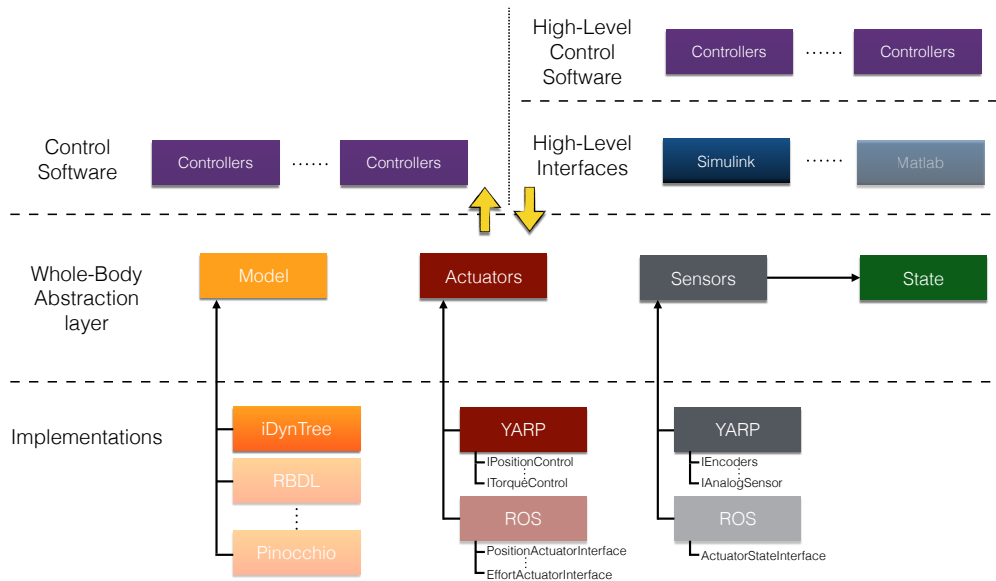 High-Level
Control
Software
Controllers
......
Controllers
Control
Software
Controllers
......
Controllers
High-Level
Interfaces
Simulink
......
Matlab
Whole-Body
Abstraction
layer
Model
Actuators
Sensors
State
Implementations
iDynTree
RBDL
Pinocchio
YARP
IPositionControl
ITorqueControl
ROS
PositionActuatorInterface
EffortActuatorInterface
YARP
IEncoders
IAnalogSensor
ROS
ActuatorStateInterface